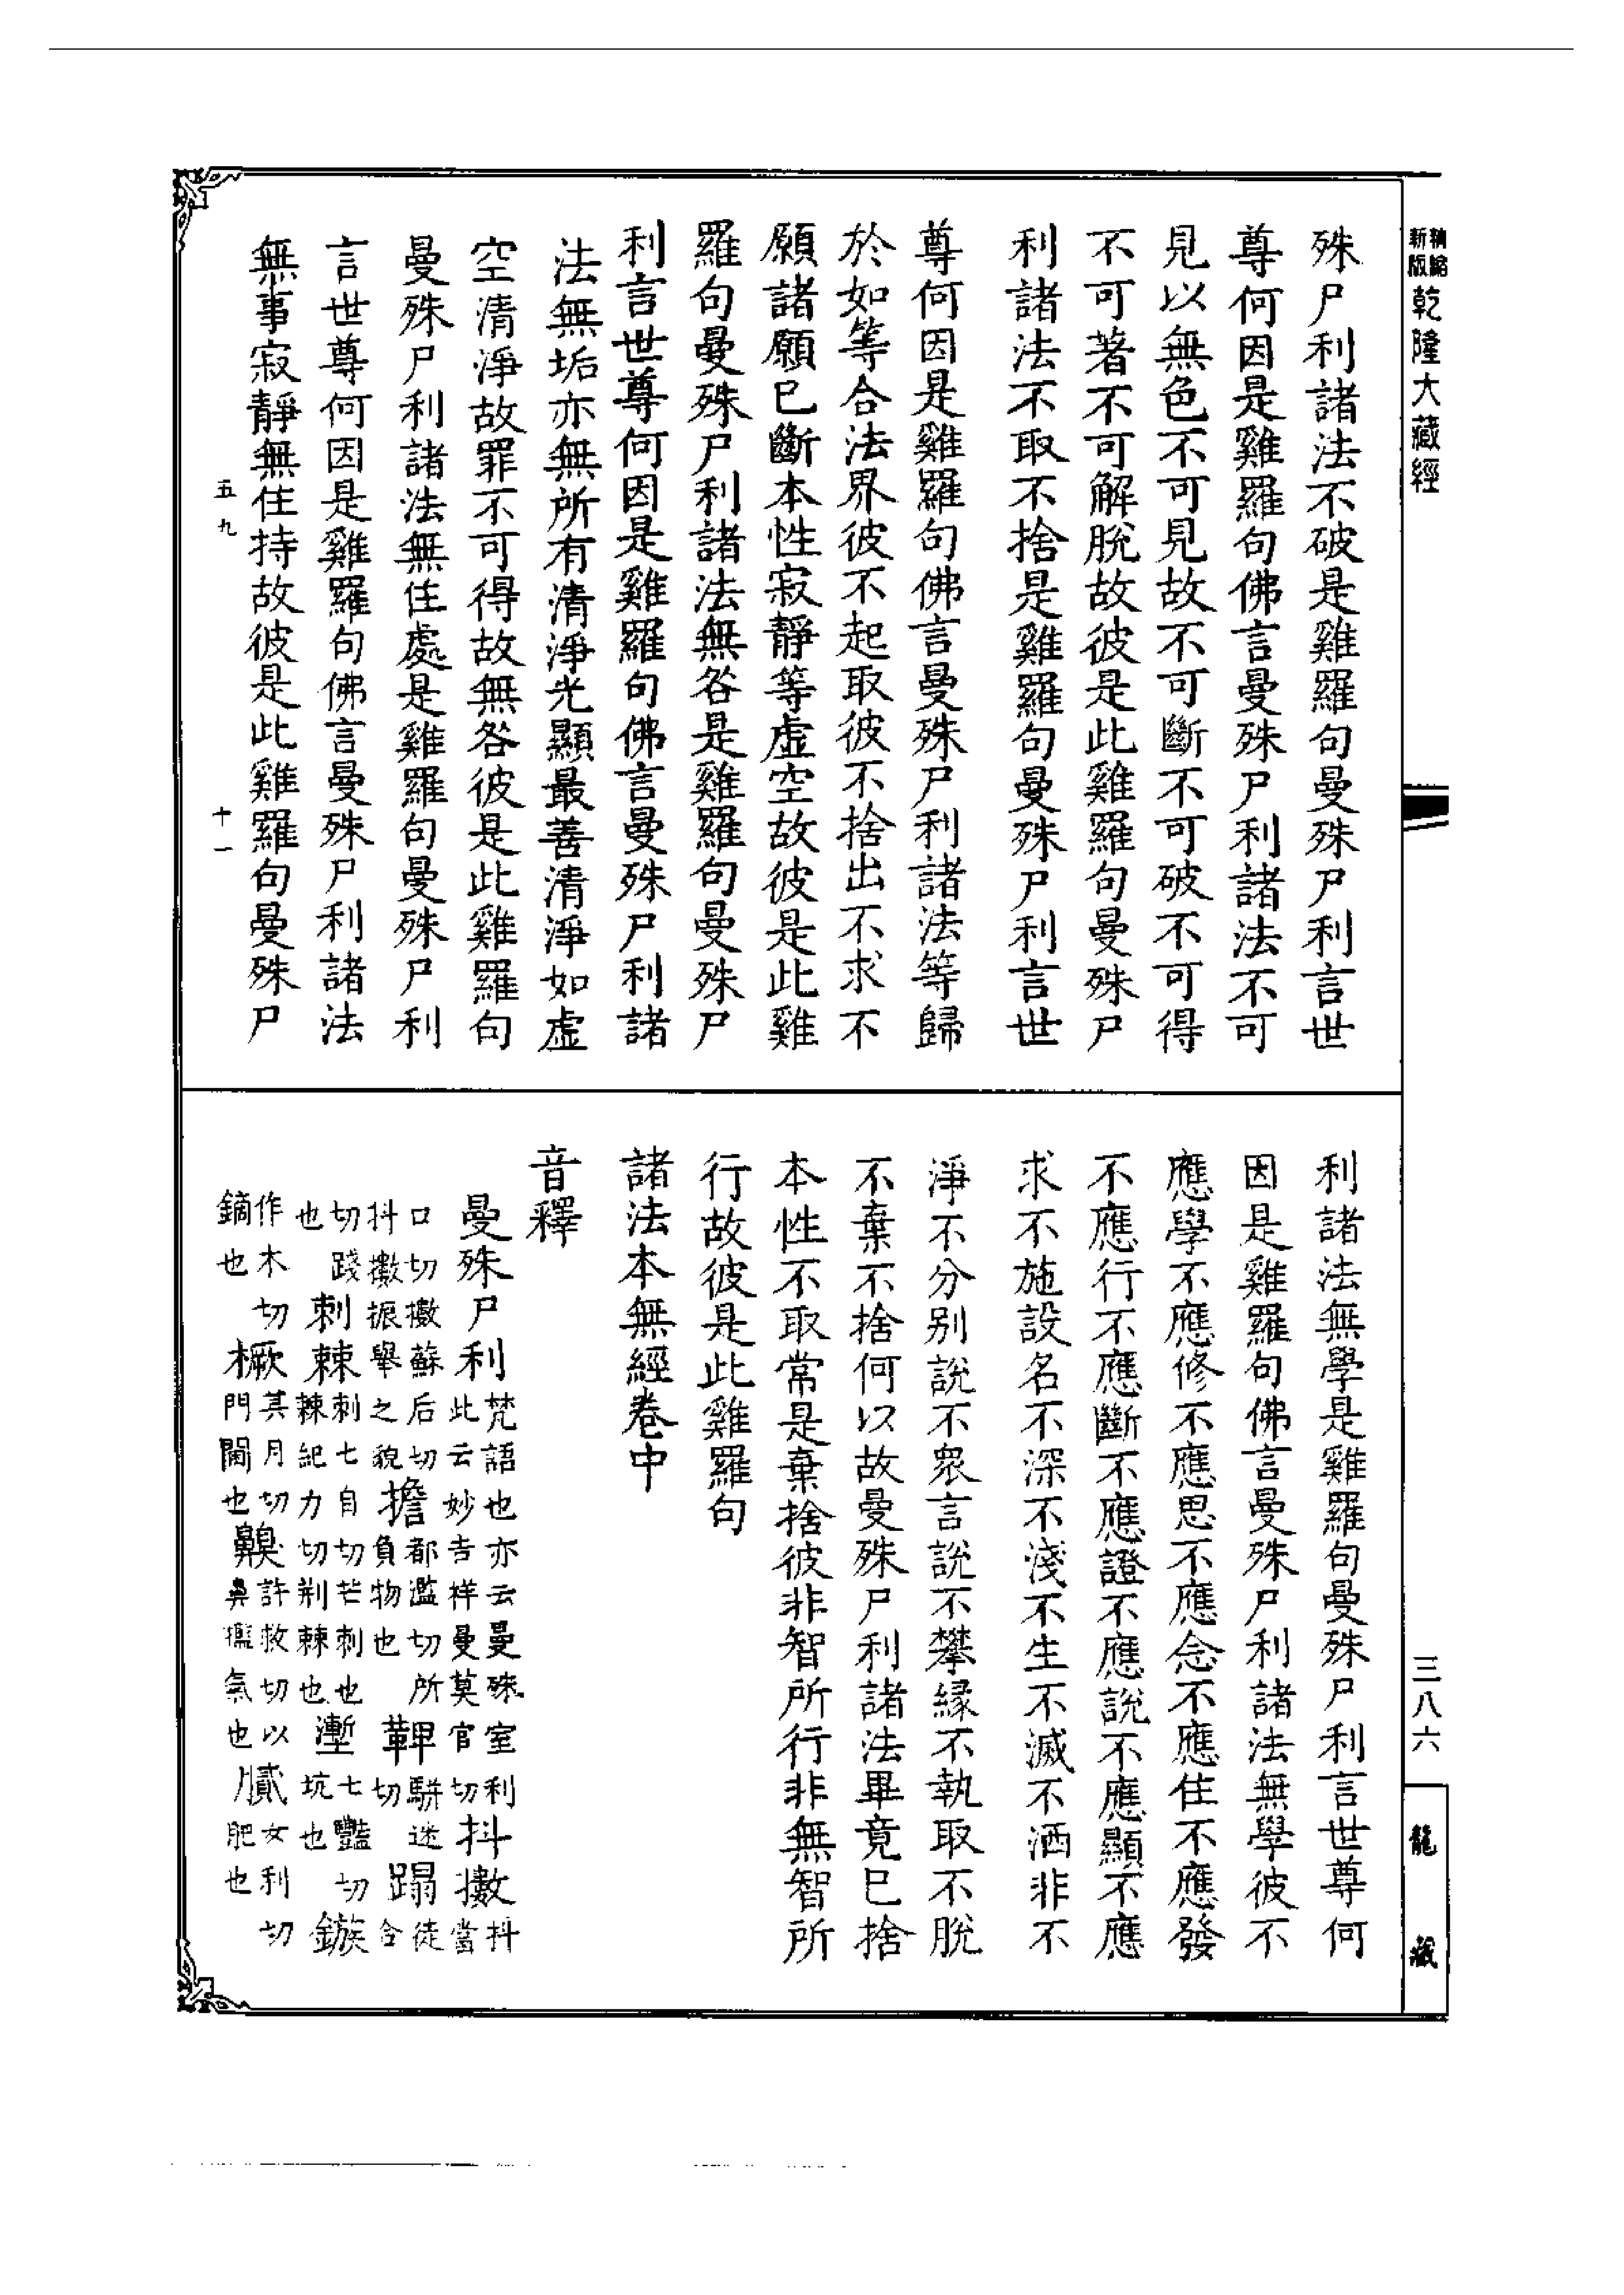 新版
縮
乾隆大藏經
殊尸利諸法不破是雞羅句曼殊尸利言世
尊何因是雞羅句佛言曼殊尸利諸法不可
見以無色不可見故不可斷不可破不可得
不可著不可解脫故彼是此雞羅句曼殊尸
利諸法不取不捨是雞羅句曼殊尸利言世
尊何因是雞羅句佛言曼殊尸利諸法等歸
於如等合法界彼不起取彼不捨出不求不
願諸願已斷本性寂靜等虛空故彼是此雞
羅句曼殊尸利諸法無咎是雞羅句曼殊尸
利言世尊何因是雞羅句佛言曼殊尸利諸
法無垢亦無所有清淨光顯最善清淨如虛
空清淨故罪不可得故無咎彼是此雞羅句
曼殊尸利諸法無住處是雞羅句曼殊尸利
言世尊何因是雞羅句佛言曼殊尸利諸法
無事寂靜無住持故彼是此雞羅句曼殊尸
五九
十一
三八六
龍藏
利諸法無學是雞羅句曼殊尸利言世尊何
因是雞羅句佛言曼殊尸利諸法無學彼不
應學不應修不應思不應念不應住不應發
不應行不應斷不應證不應說不應顯不應
求不施設名不深不淺不生不滅不洒非不
淨不分別說不眾言說不攀緣不執取不脫
不棄不捨何以故曼殊尸利諸法畢竟已捨
本性不取常是棄捨彼非智所行非無智所
行故彼是此雞羅句
諸法本無經卷中
音釋
曼殊尸利 梵語也亦云曼殊室利此云妙吉祥曼莫官切 抖擻 抖當
口切擻蘇后切抖擻振舉之貌 擔 都濫切所負物也 鞞 駢迷切 蹋 徒合
切踐也 刺棘 刺七自切芒刺也棘紀力切荊棘也 壍 七豔切坑也 鏃
作木切鏑也 橛 其月切門閫也 齅 許救切以鼻氣也 膩 女利切肥也